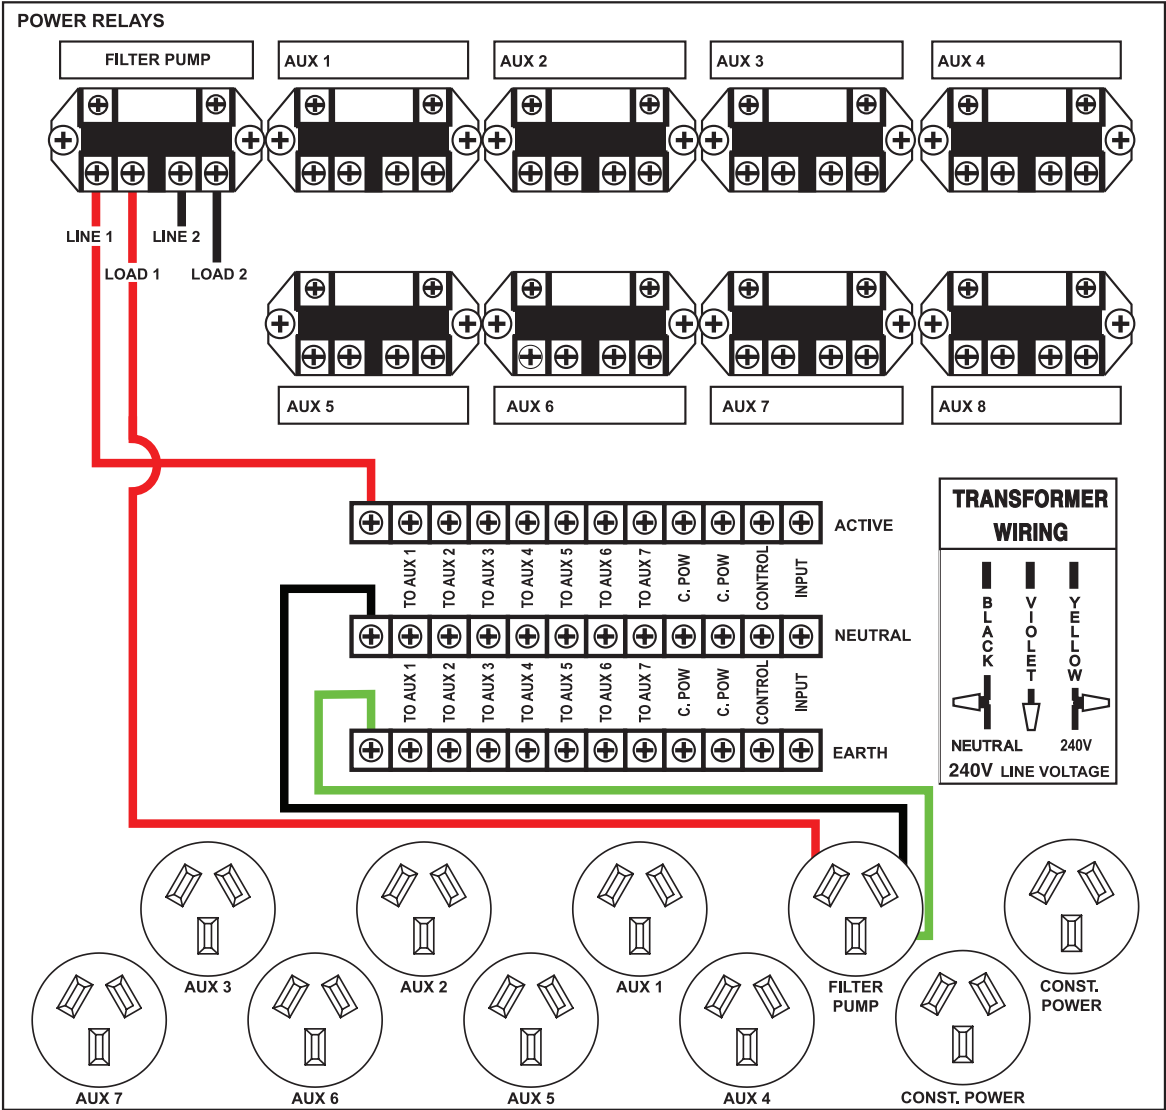 POWER RELAYS
FILTER PUMP
AUX 1
AUX 2
AUX 3
AUX 4
LINE 1
LINE 2
LOAD 1
LOAD 2
AUX 5
AUX 6
AUX 7
AUX 8
ACTIVE
TO AUX 1
TO AUX 2
TO AUX 3
TO AUX 4
TO AUX 5
TO AUX 6
TO AUX 7
C. POW
C. POW
CONTROL
INPUT
NEUTRAL
TO AUX 1
TO AUX 2
TO AUX 3
TO AUX 4
TO AUX 5
TO AUX 6
TO AUX 7
C. POW
C. POW
CONTROL
INPUT
EARTH
TRANSFORMER
WIRING
BLACK
VIOLET
YELLOW
NEUTRAL
240V
240V LINE VOLTAGE
AUX 3
AUX 2
AUX 1
FILTER
PUMP
CONST.
POWER
AUX 7
AUX 6
AUX 5
AUX 4
CONST. POWER